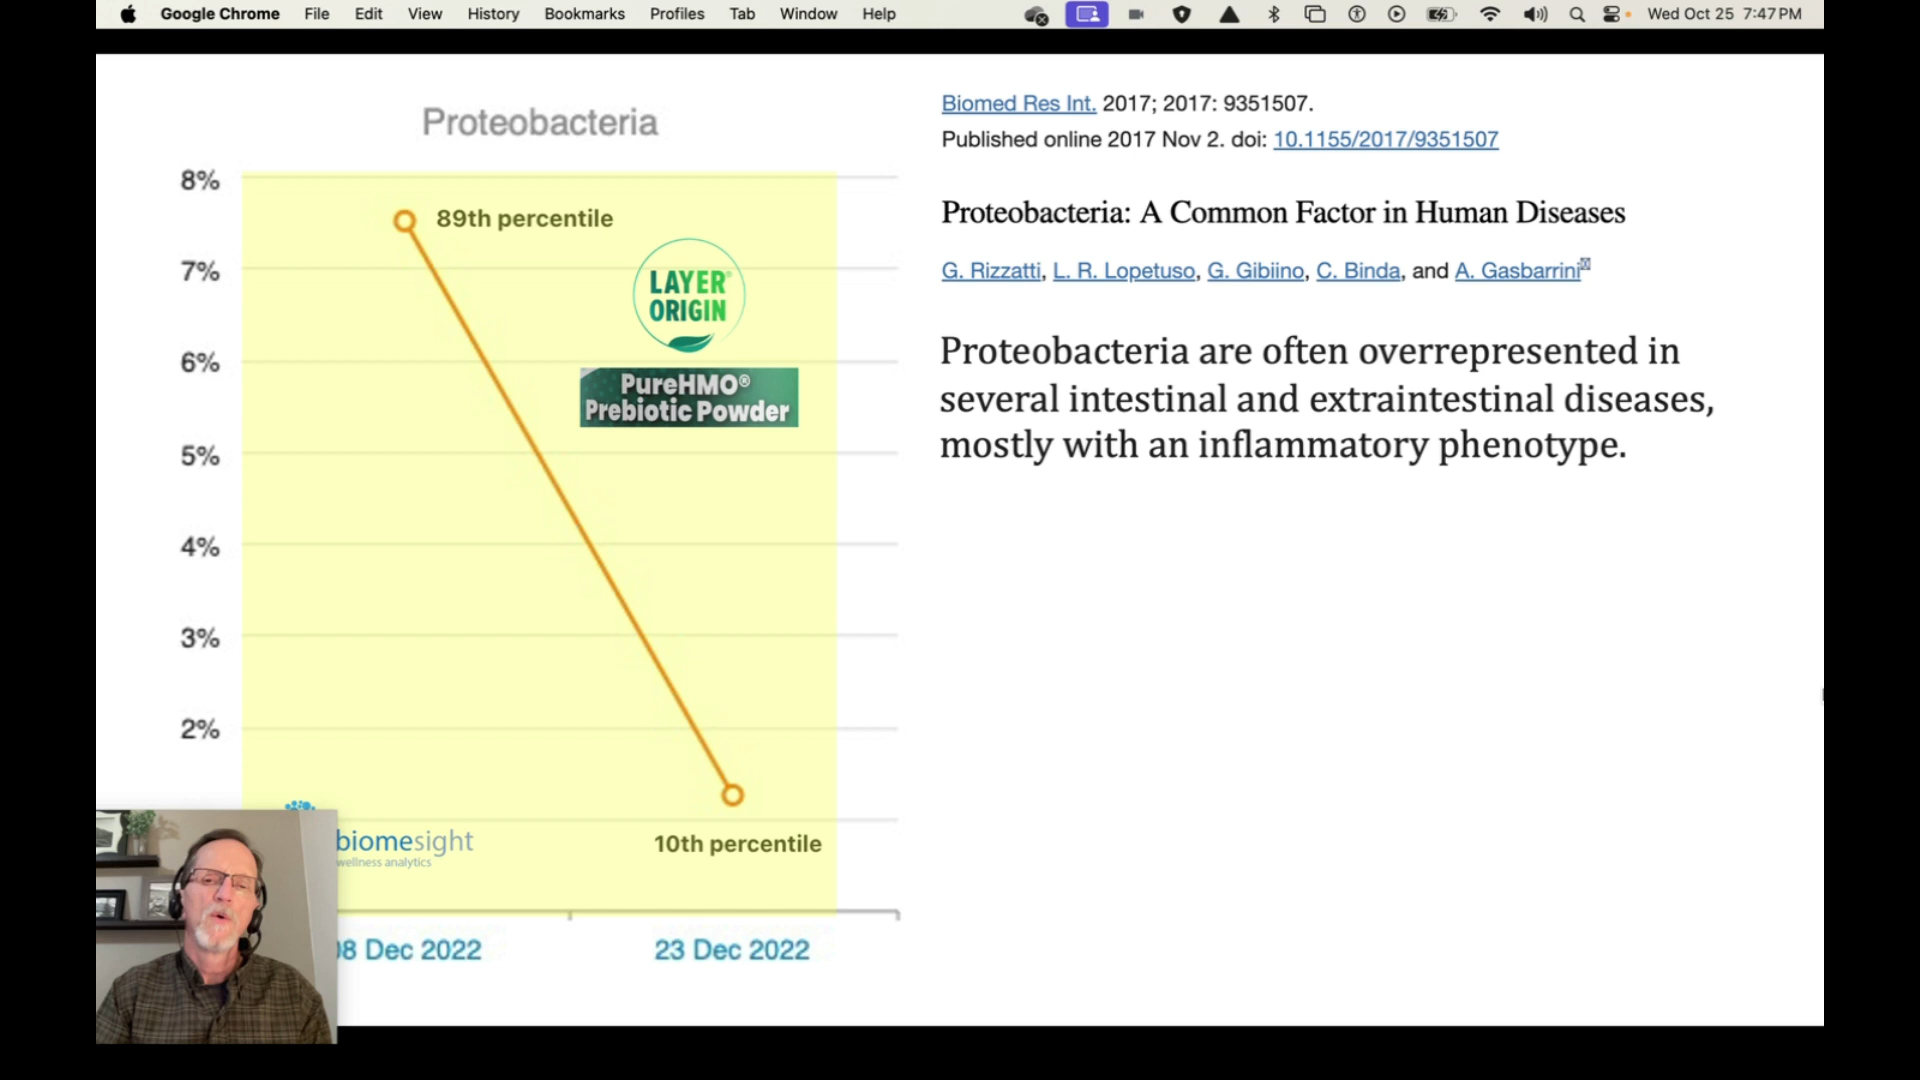 Google Chrome File Edit View History Bookmarks Profiles Tab Window Help Wed Oct 25 7:47 PM
Proteobacteria
8%
7%
6%
5%
4%
3%
2%
89th percentile
LAYER®
ORIGIN
PureHMO®
Prebiotic Powder
10th percentile
biomesight
wellness analytics
8 Dec 2022
23 Dec 2022
Biomed Res Int. 2017; 2017: 9351507.
Published online 2017 Nov 2. doi: 10.1155/2017/9351507
Proteobacteria: A Common Factor in Human Diseases
G. Rizzatti, L. R. Lopetuso, G. Gibiino, C. Binda, and A. Gasbarrini
Proteobacteria are often overrepresented in
several intestinal and extraintestinal diseases,
mostly with an inflammatory phenotype.